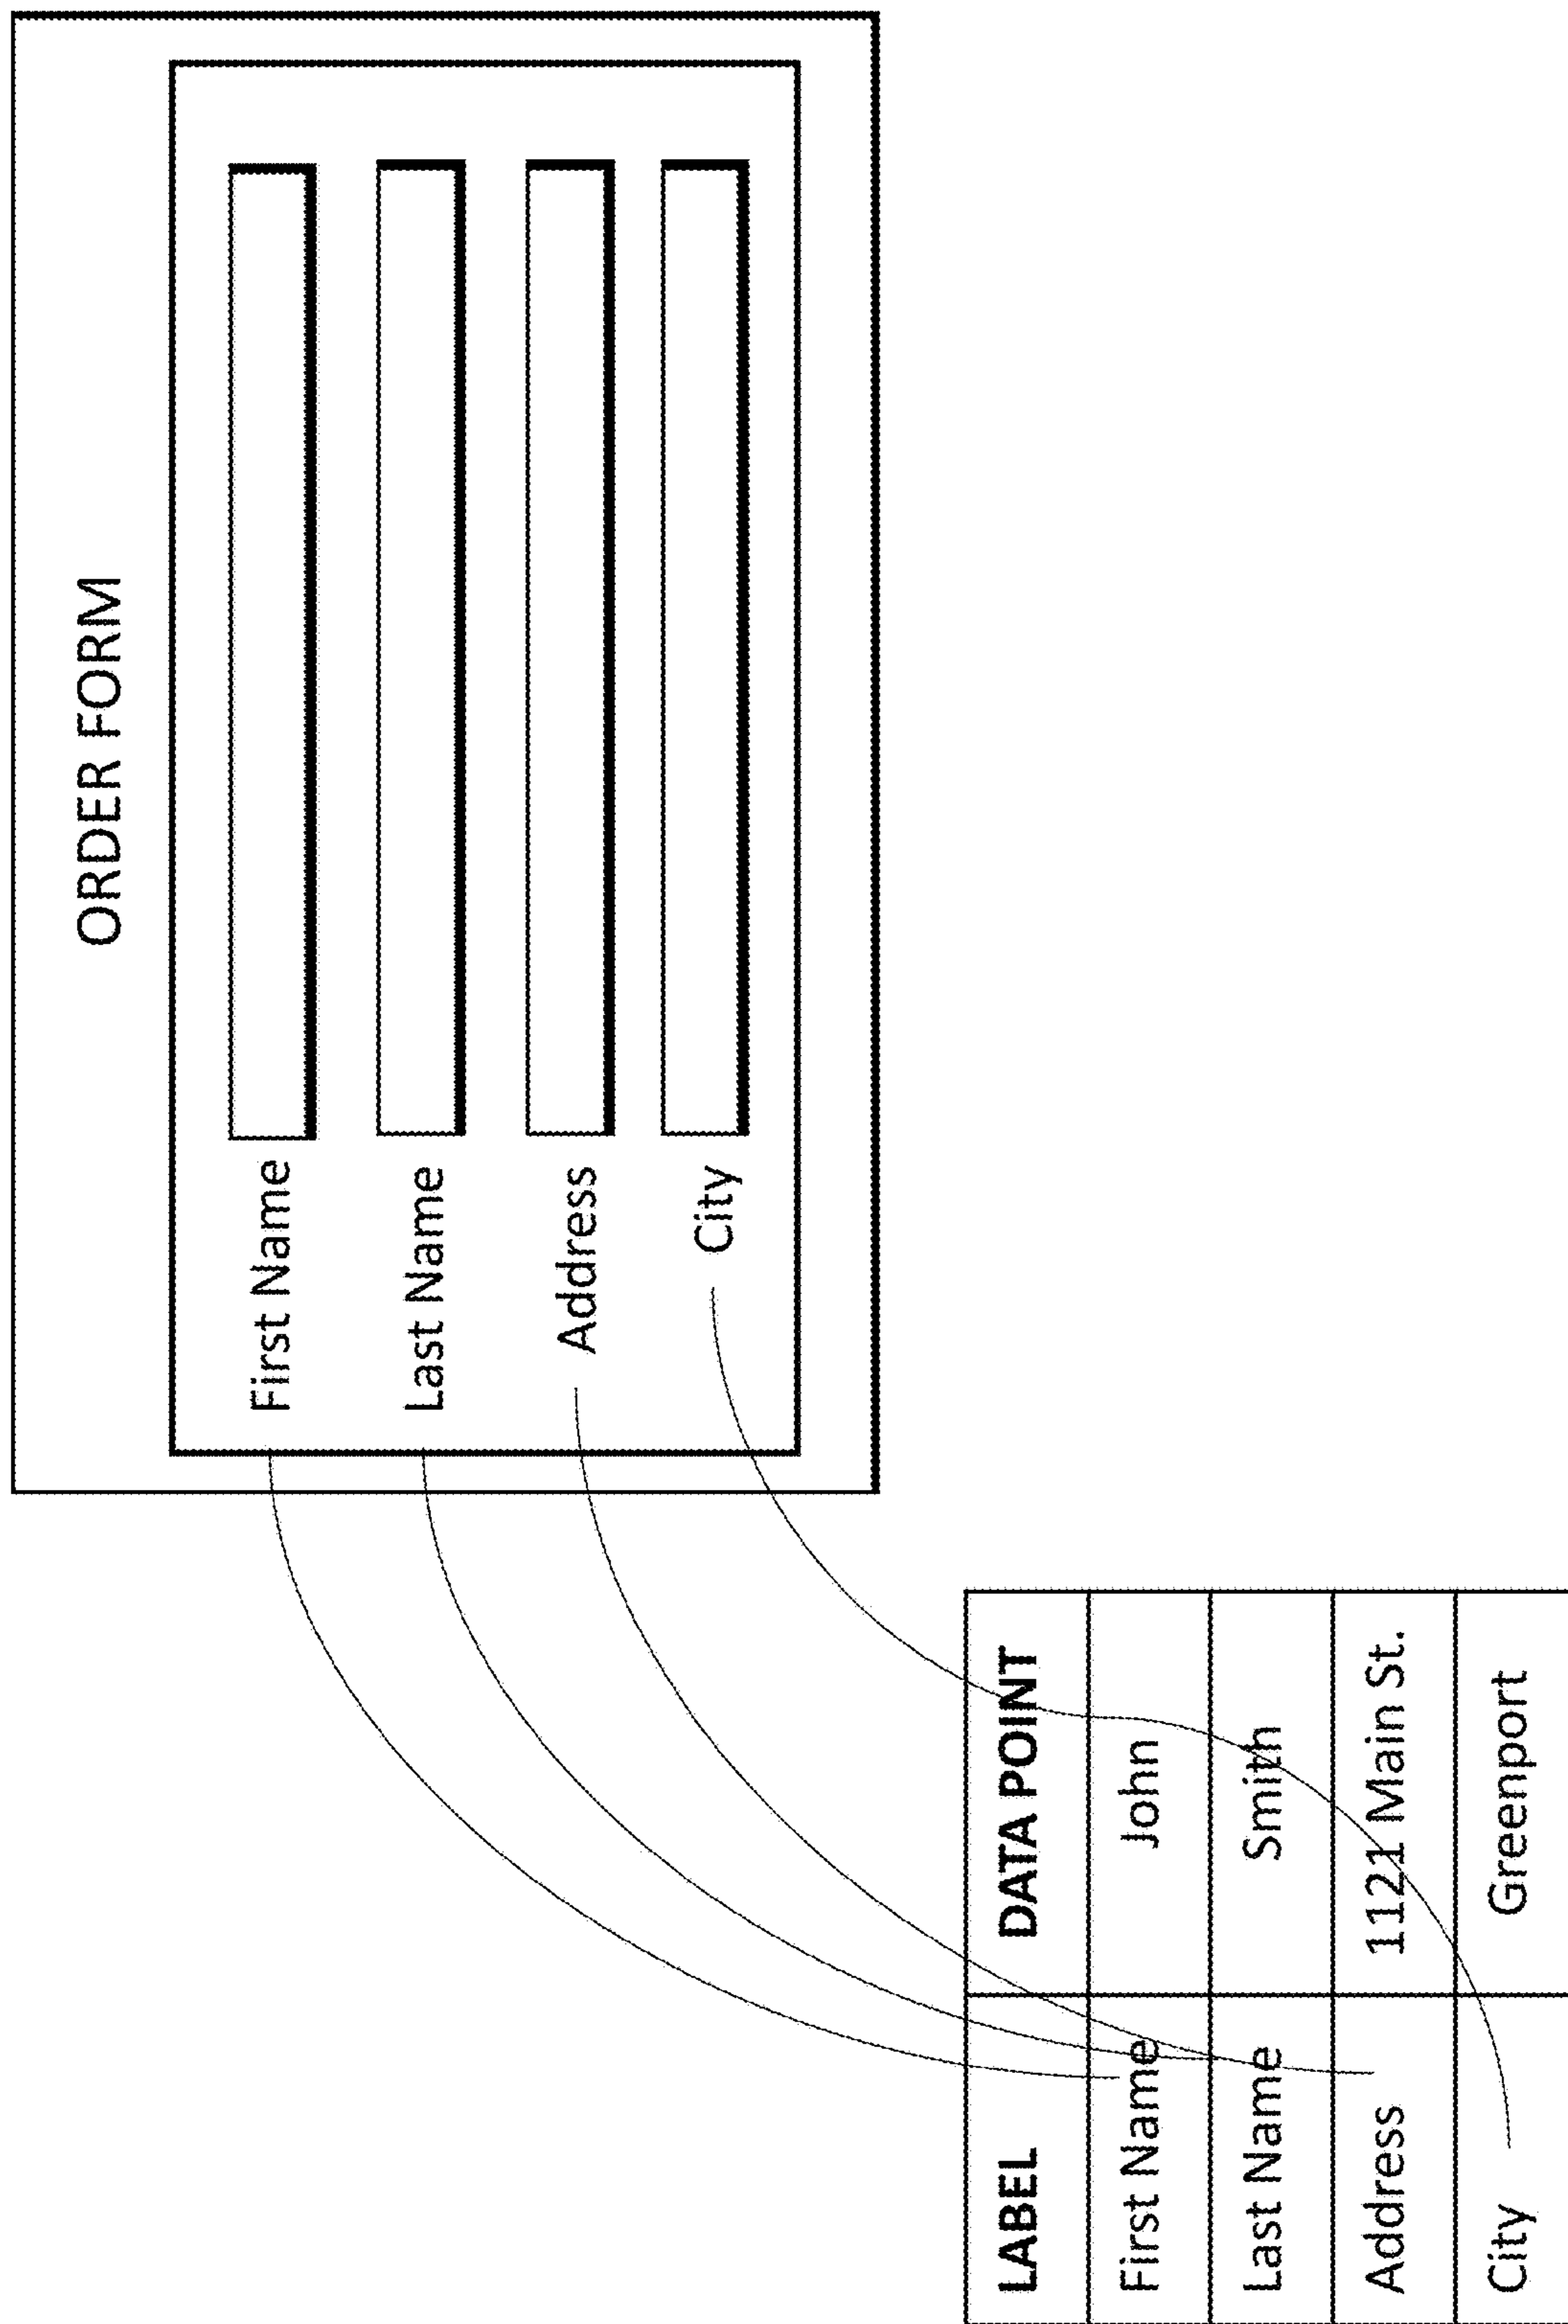 ORDER FORM
First Name
Last Name
Address
City
LABEL DATA POINT
First Name John
Last Name Smith
Address 1121 Main St.
City Greenport